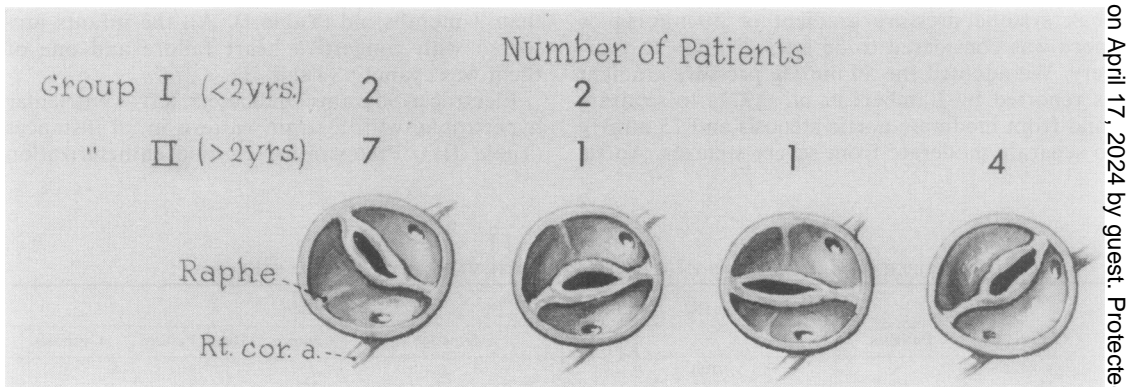 Number of Patients
Group I (<2yrs.) 2 2
" II (>2yrs.) 7 1 1 4
Raphe
Rt. cor. a.
on April 17, 2024 by guest. Protecte